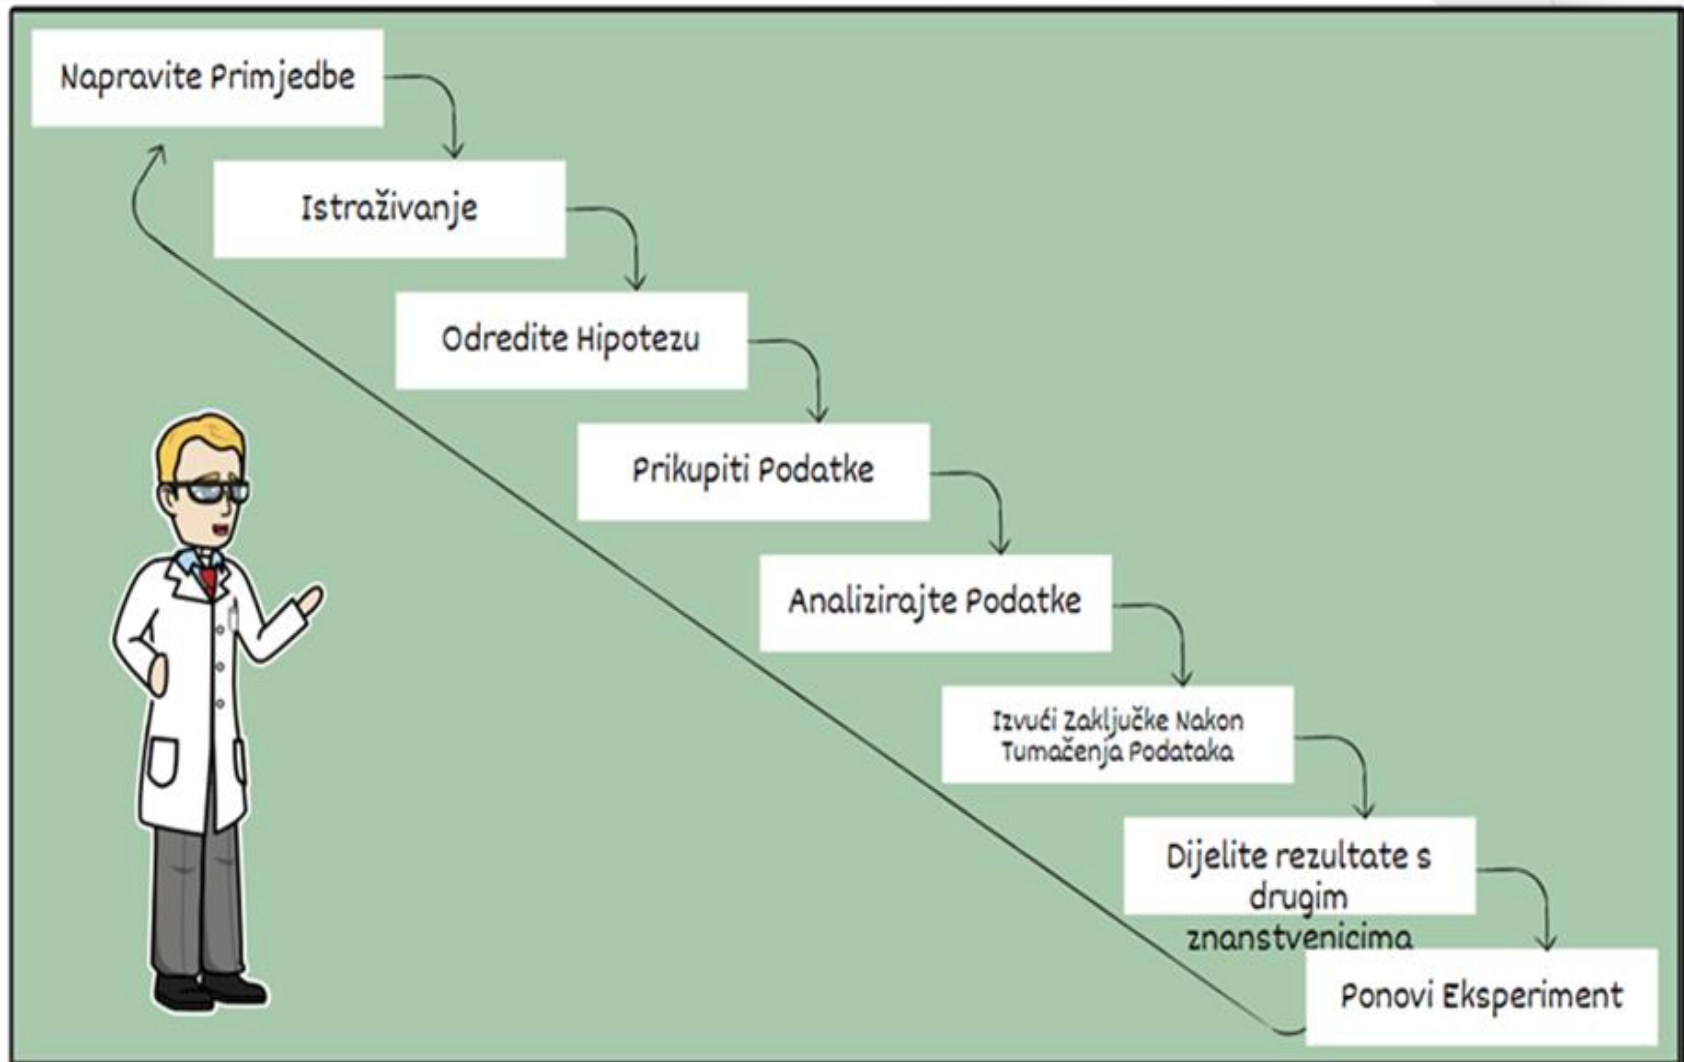 Napravite Primjedbe
Istraživanje
Odredite Hipotezu
Prikupiti Podatke
Analizirajte Podatke
Izvući Zaključke Nakon
Tumačenja Podataka
Dijelite rezultate s
drugim
znanstvenicima
Ponovi Eksperiment